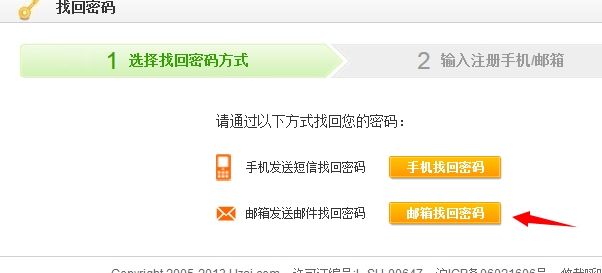 找回密码
1 选择找回密码方式
2 输入注册手机/邮箱
请通过以下方式找回您的密码：
手机发送短信找回密码 手机找回密码
邮箱发送邮件找回密码 邮箱找回密码
Copyright 2005-2012 Uzai.com